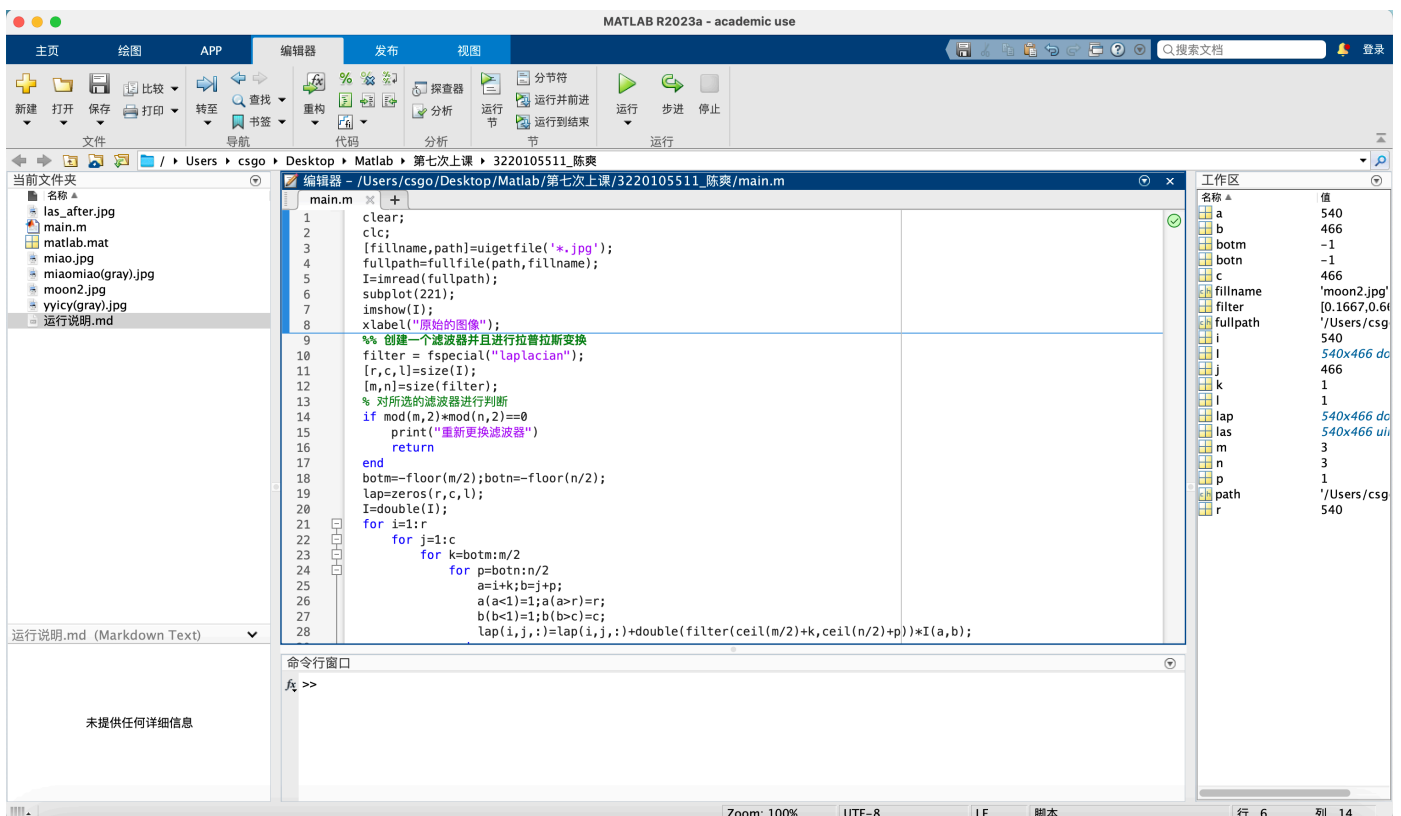 MATLAB R2023a - academic use
主页 绘图 APP 编辑器 发布 视图 搜索文档 登录
新建 打开 保存 比较 打印 转至 查找 书签 重构 探查器 分析 运行节 分节符 运行并前进 运行到结束 运行 步进 停止
文件 导航 代码 分析 节 运行
/ Users csgo Desktop Matlab 第七次上课 3220105511_陈爽
当前文件夹
名称
las_after.jpg
main.m
matlab.mat
miao.jpg
miaomiao(gray).jpg
moon2.jpg
yyicy(gray).jpg
运行说明.md
运行说明.md (Markdown Text)
未提供任何详细信息
编辑器 – /Users/csgo/Desktop/Matlab/第七次上课/3220105511_陈爽/main.m
main.m
1 clear;
2 clc;
3 [fillname,path]=uigetfile('*.jpg');
4 fullpath=fullfile(path,fillname);
5 I=imread(fullpath);
6 subplot(221);
7 imshow(I);
8 xlabel("原始的图像");
9 %% 创建一个滤波器并且进行拉普拉斯变换
10 filter = fspecial("laplacian");
11 [r,c,l]=size(I);
12 [m,n]=size(filter);
13 % 对所选的滤波器进行判断
14 if mod(m,2)*mod(n,2)==0
15 print("重新更换滤波器")
16 return
17 end
18 botm=-floor(m/2);botn=-floor(n/2);
19 lap=zeros(r,c,l);
20 I=double(I);
21 for i=1:r
22 for j=1:c
23 for k=botm:m/2
24 for p=botn:n/2
25 a=i+k;b=j+p;
26 a(a<1)=1;a(a>r)=r;
27 b(b<1)=1;b(b>c)=c;
28 lap(i,j,:)=lap(i,j,:)+double(filter(ceil(m/2)+k,ceil(n/2)+p))*I(a,b);
命令行窗口
fx >>
工作区
名称 值
a 540
b 466
botm -1
botn -1
c 466
fillname 'moon2.jpg'
filter [0.1667,0.66
fullpath '/Users/csg
i 540
I 540x466 do
j 466
k 1
l 1
lap 540x466 do
las 540x466 ui
m 3
n 3
p 1
path '/Users/csg
r 540
Zoom: 100% UTF-8 LF 脚本 行 6 列 14